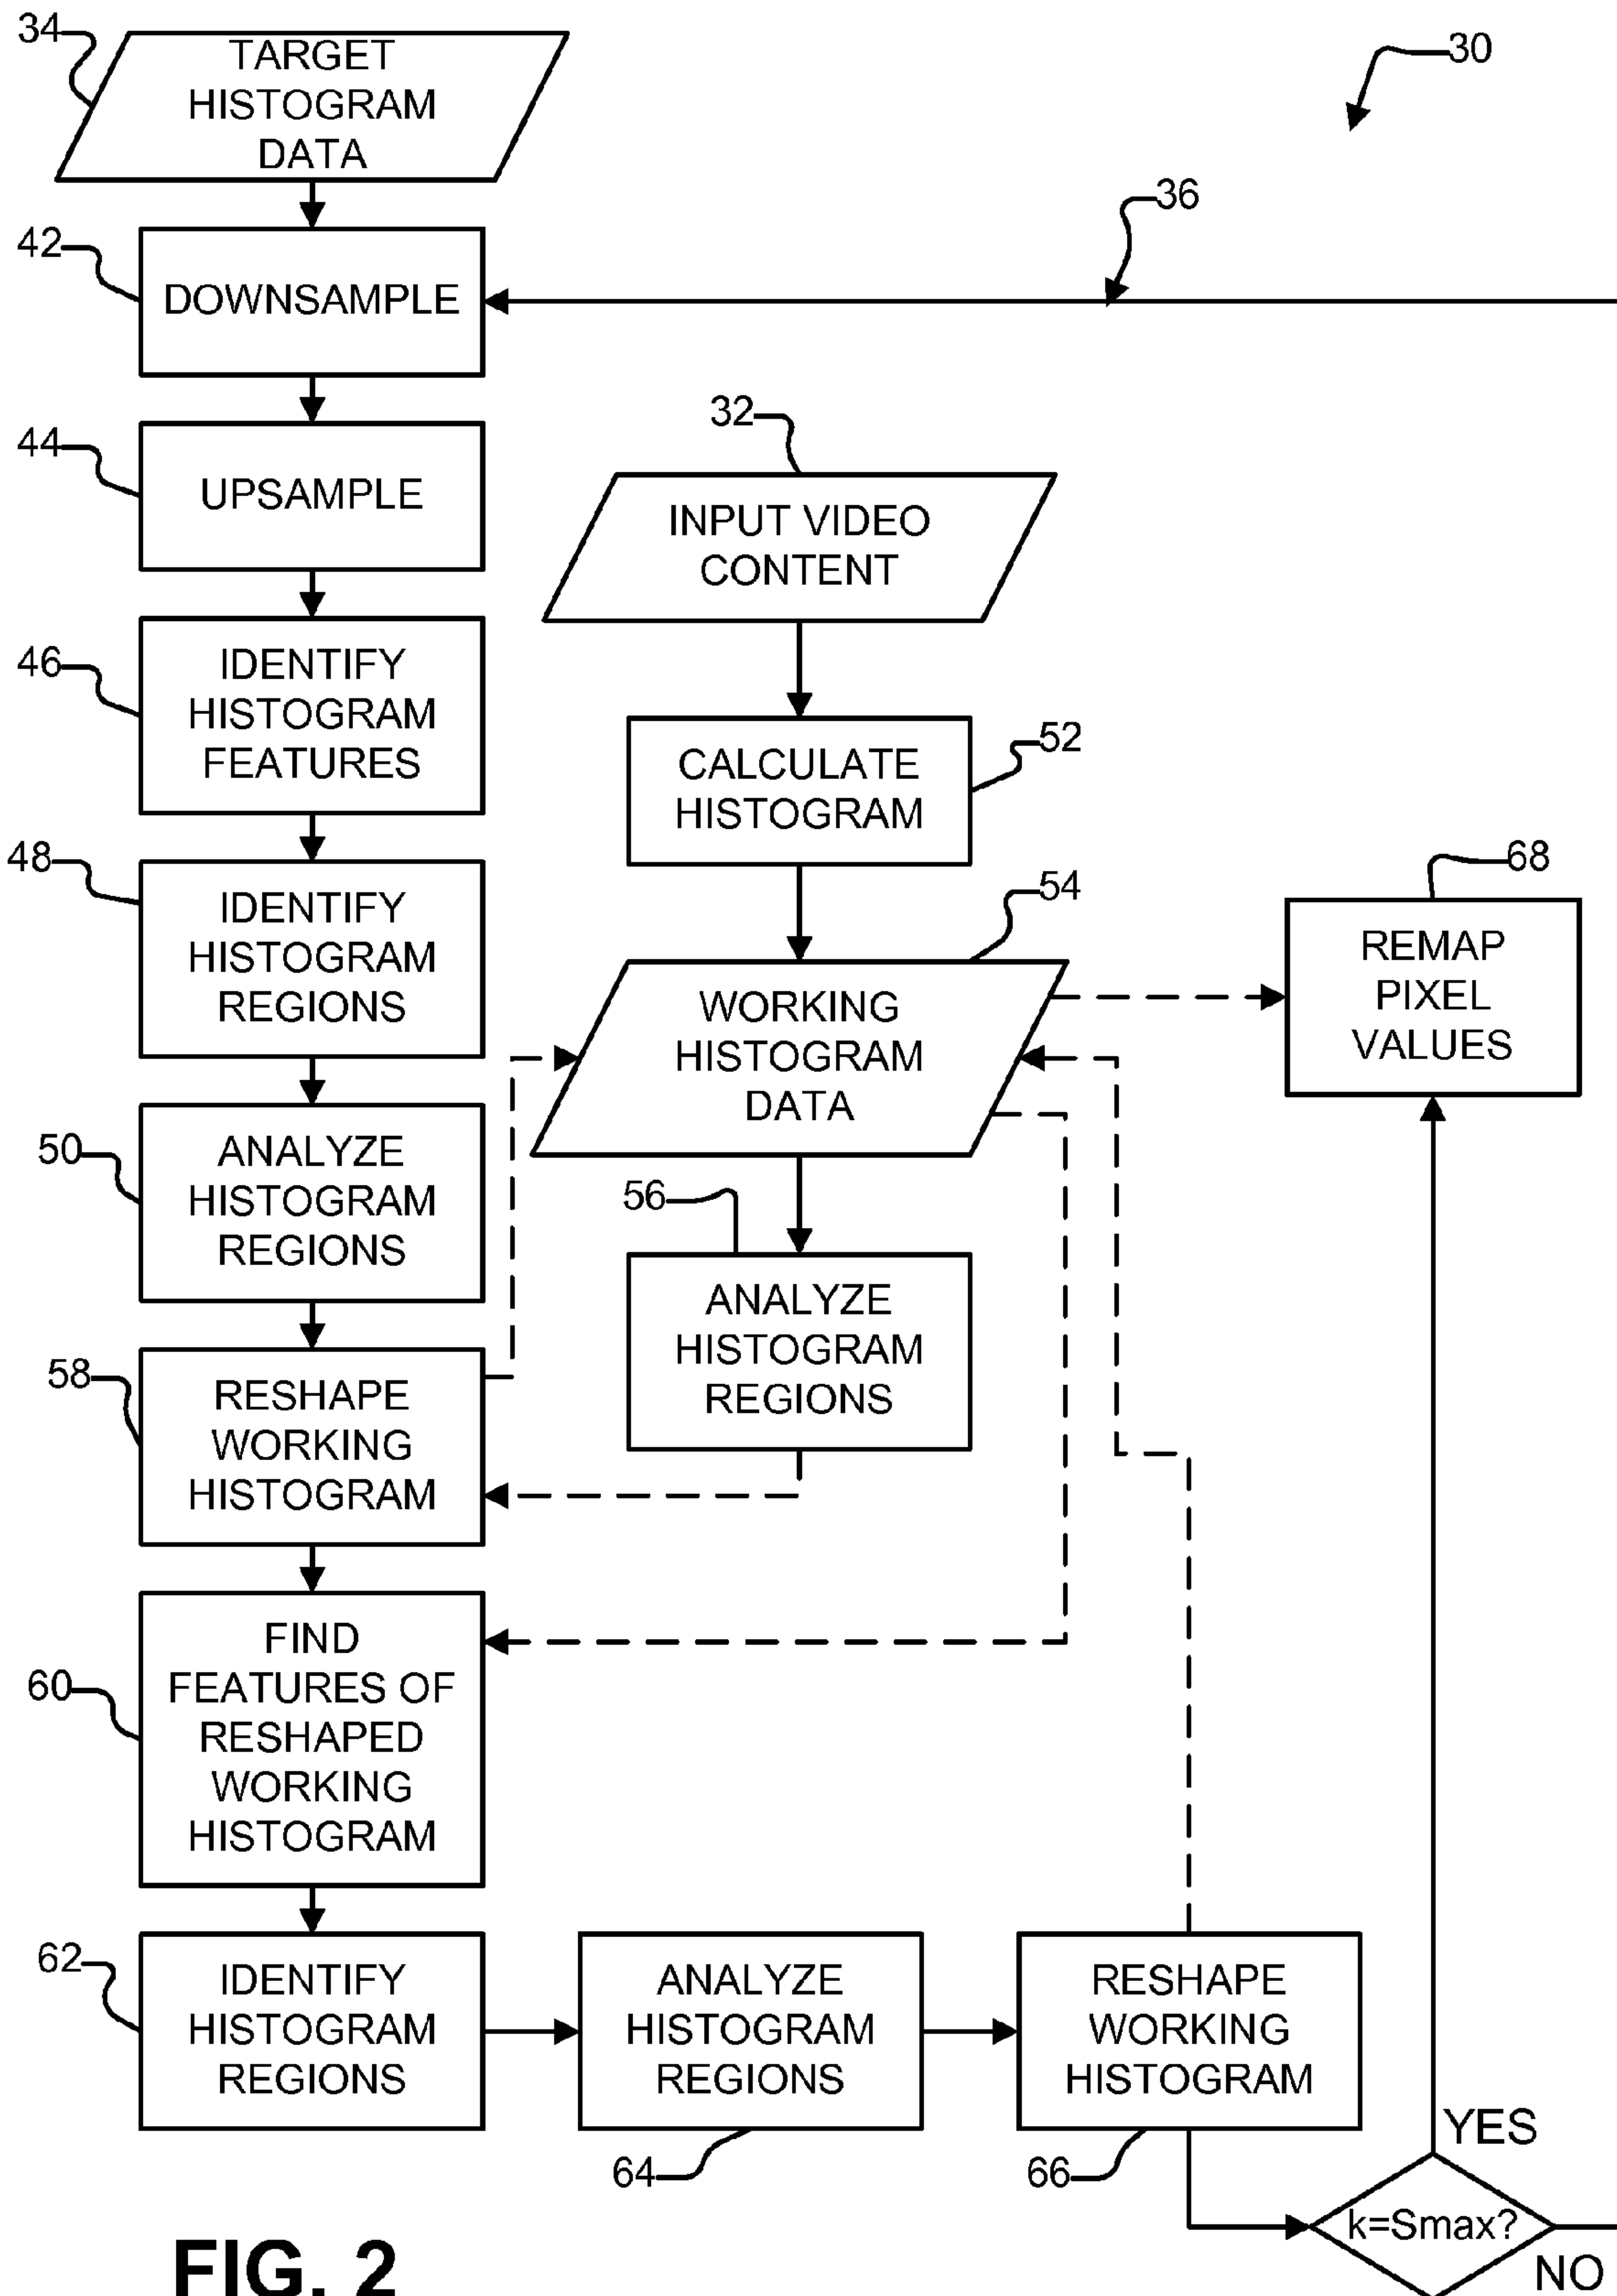 34
TARGET
HISTOGRAM
DATA
30
36
42
DOWNSAMPLE
44
UPSAMPLE
32
INPUT VIDEO
CONTENT
46
IDENTIFY
HISTOGRAM
FEATURES
52
CALCULATE
HISTOGRAM
48
IDENTIFY
HISTOGRAM
REGIONS
54
WORKING
HISTOGRAM
DATA
68
REMAP
PIXEL
VALUES
50
ANALYZE
HISTOGRAM
REGIONS
56
ANALYZE
HISTOGRAM
REGIONS
58
RESHAPE
WORKING
HISTOGRAM
60
FIND
FEATURES OF
RESHAPED
WORKING
HISTOGRAM
62
IDENTIFY
HISTOGRAM
REGIONS
ANALYZE
HISTOGRAM
REGIONS
64
RESHAPE
WORKING
HISTOGRAM
66
YES
k=Smax?
NO
FIG. 2